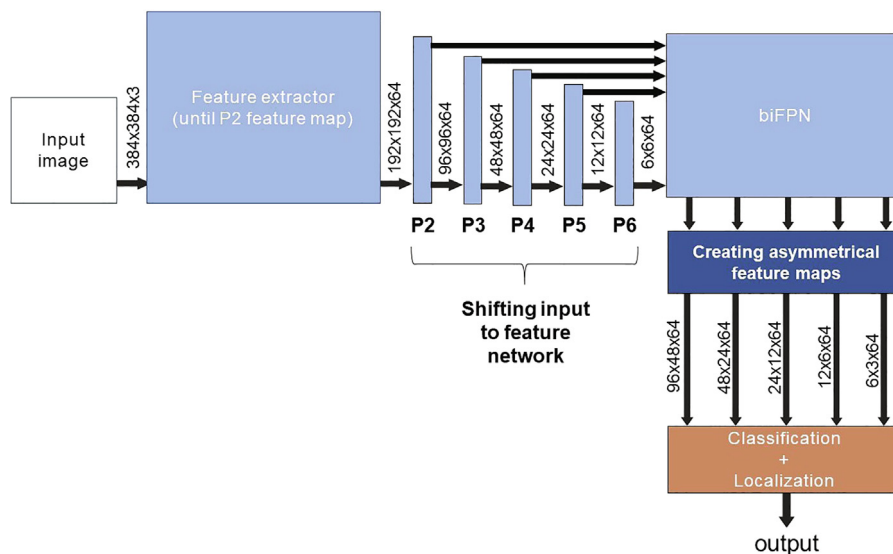 Input
image
384x384x3
Feature extractor
(until P2 feature map)
192x192x64
96x96x64
48x48x64
24x24x64
12x12x64
6x6x64
P2
P3
P4
P5
P6
Shifting input
to feature
network
biFPN
Creating asymmetrical
feature maps
96x48x64
48x24x64
24x12x64
12x6x64
6x3x64
Classification
+
Localization
output